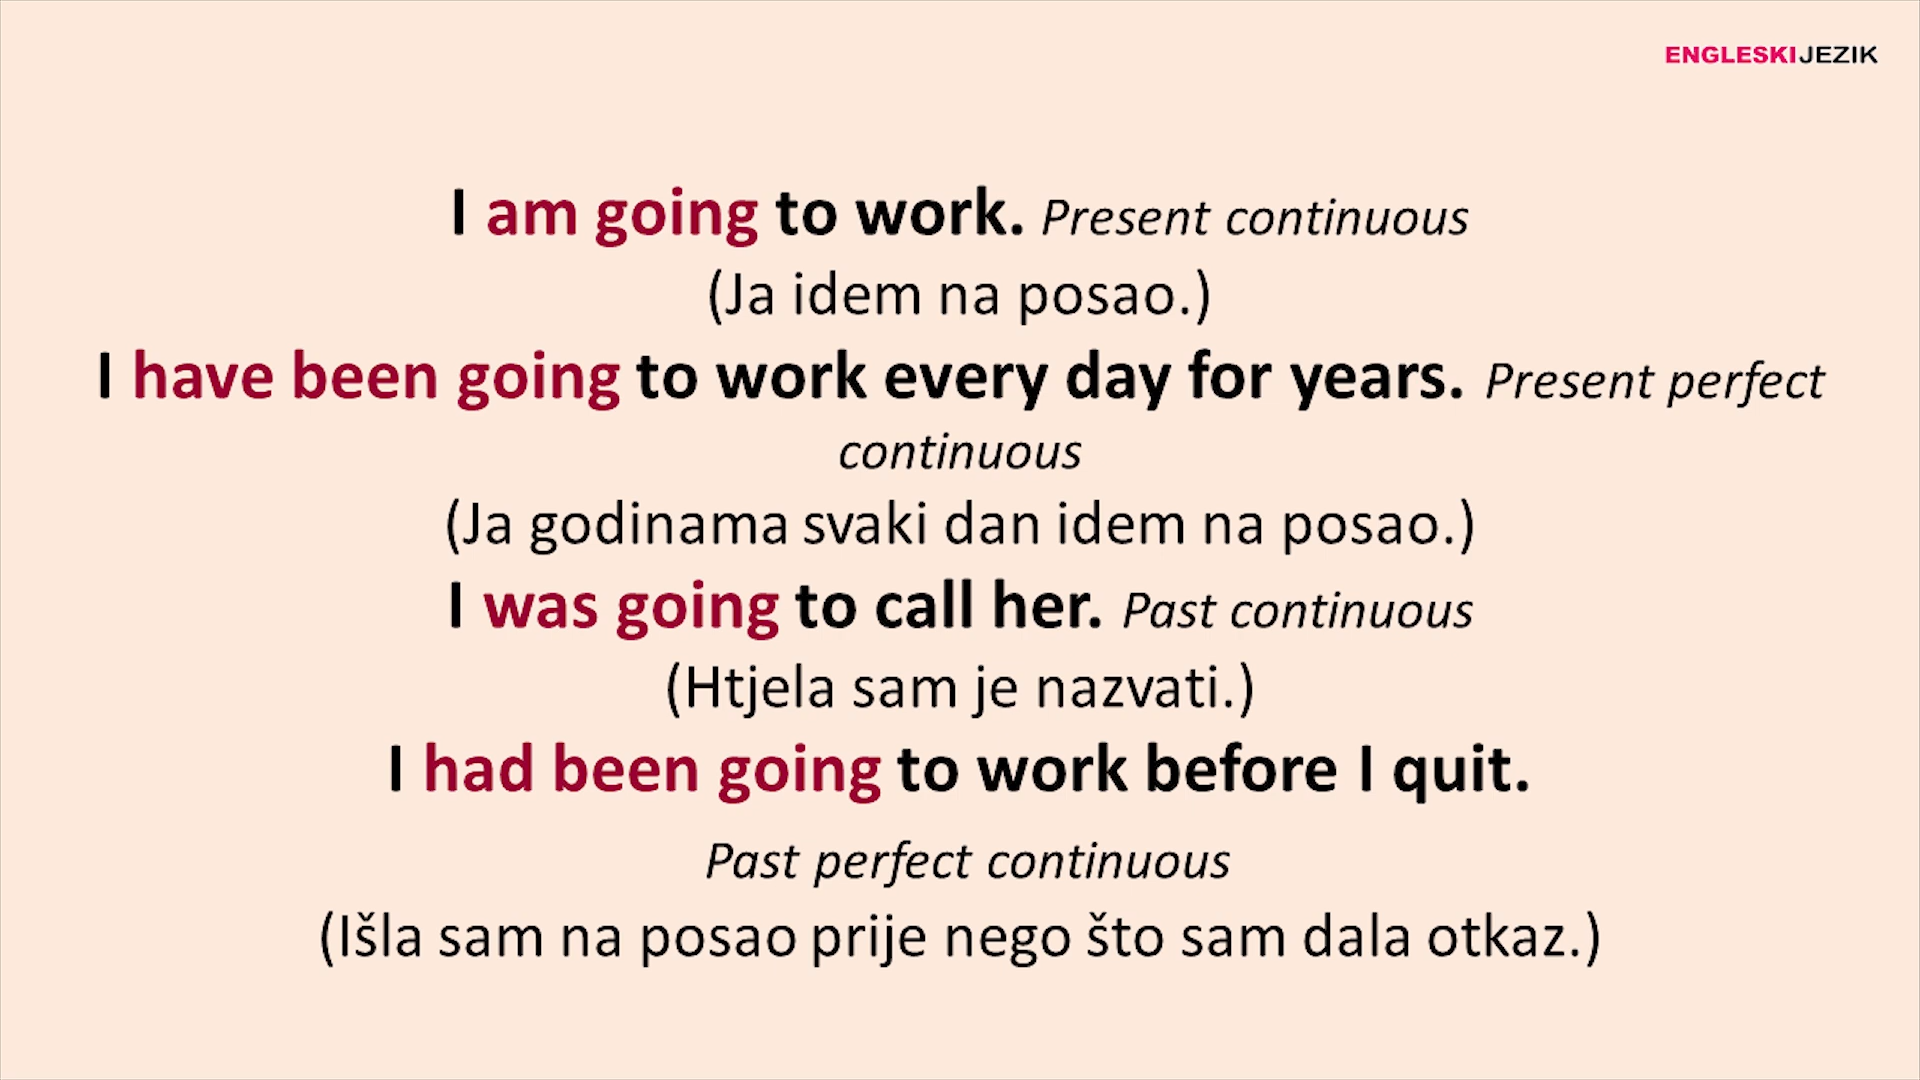 ENGLESKIJEZIK
I am going to work. Present continuous
(Ja idem na posao.)
I have been going to work every day for years. Present perfect
continuous
(Ja godinama svaki dan idem na posao.)
I was going to call her. Past continuous
(Htjela sam je nazvati.)
I had been going to work before I quit.
Past perfect continuous
(Išla sam na posao prije nego što sam dala otkaz.)